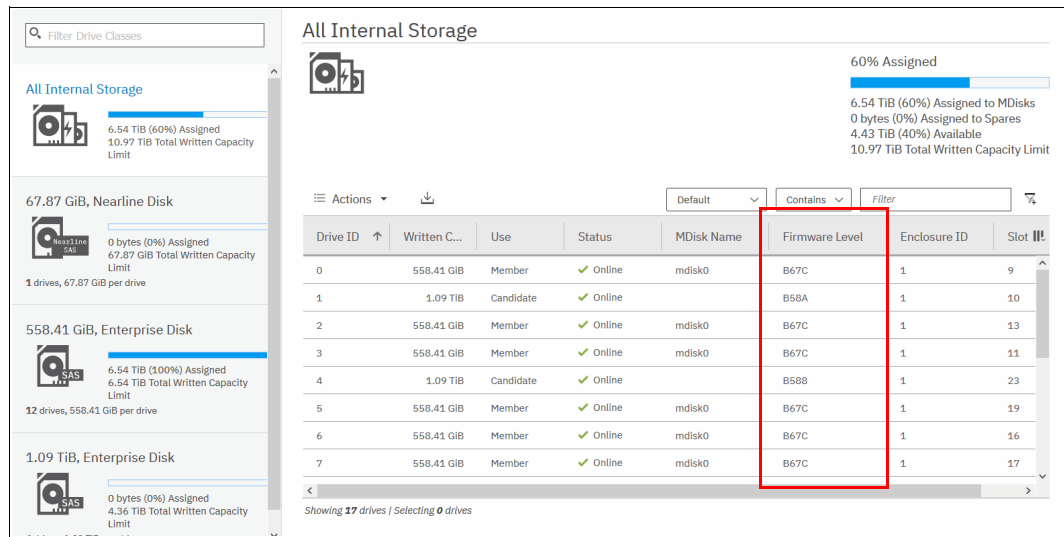 Filter Drive Classes
All Internal Storage
6.54 TiB (60%) Assigned
10.97 TiB Total Written Capacity
Limit
67.87 GiB, Nearline Disk
Nearline
SAS
0 bytes (0%) Assigned
67.87 GiB Total Written Capacity
Limit
1 drives, 67.87 GiB per drive
558.41 GiB, Enterprise Disk
SAS
6.54 TiB (100%) Assigned
6.54 TiB Total Written Capacity
Limit
12 drives, 558.41 GiB per drive
1.09 TiB, Enterprise Disk
SAS
0 bytes (0%) Assigned
4.36 TiB Total Written Capacity
Limit
All Internal Storage
60% Assigned
6.54 TiB (60%) Assigned to MDisks
0 bytes (0%) Assigned to Spares
4.43 TiB (40%) Available
10.97 TiB Total Written Capacity Limit
Actions Default Contains Filter
Drive ID Written C... Use Status MDisk Name Firmware Level Enclosure ID Slot
0 558.41 GiB Member Online mdisk0 B67C 1 9
1 1.09 TiB Candidate Online B58A 1 10
2 558.41 GiB Member Online mdisk0 B67C 1 13
3 558.41 GiB Member Online mdisk0 B67C 1 11
4 1.09 TiB Candidate Online B58B 1 23
5 558.41 GiB Member Online mdisk0 B67C 1 19
6 558.41 GiB Member Online mdisk0 B67C 1 16
7 558.41 GiB Member Online mdisk0 B67C 1 17
Showing 17 drives | Selecting 0 drives